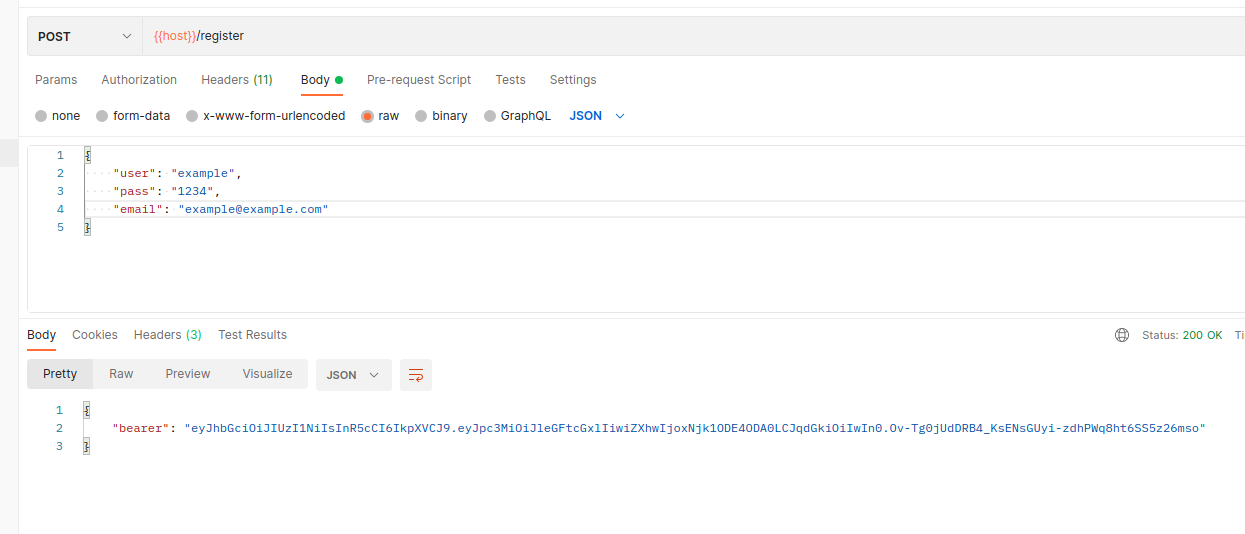 POST {{host}}/register
Params Authorization Headers (11) Body Pre-request Script Tests Settings
none form-data x-www-form-urlencoded raw binary GraphQL JSON
1 {
2 "user": "example",
3 "pass": "1234",
4 "email": "example@example.com"
5 }
Body Cookies Headers (3) Test Results Status: 200 OK Ti
Pretty Raw Preview Visualize JSON
1 {
2 "bearer": "eyJhbGciOiJIUzI1NiIsInR5cCI6IkpXVCJ9.eyJpc3MiOiJleGFtcGxlIiwiZXhwIjoxNjk1ODE4ODA0LCJqdGkiOiIwIn0.Ov-Tg0jUdDRB4_KsENsGUyi-zdhPWq8ht6SS5z26mso"
3 }